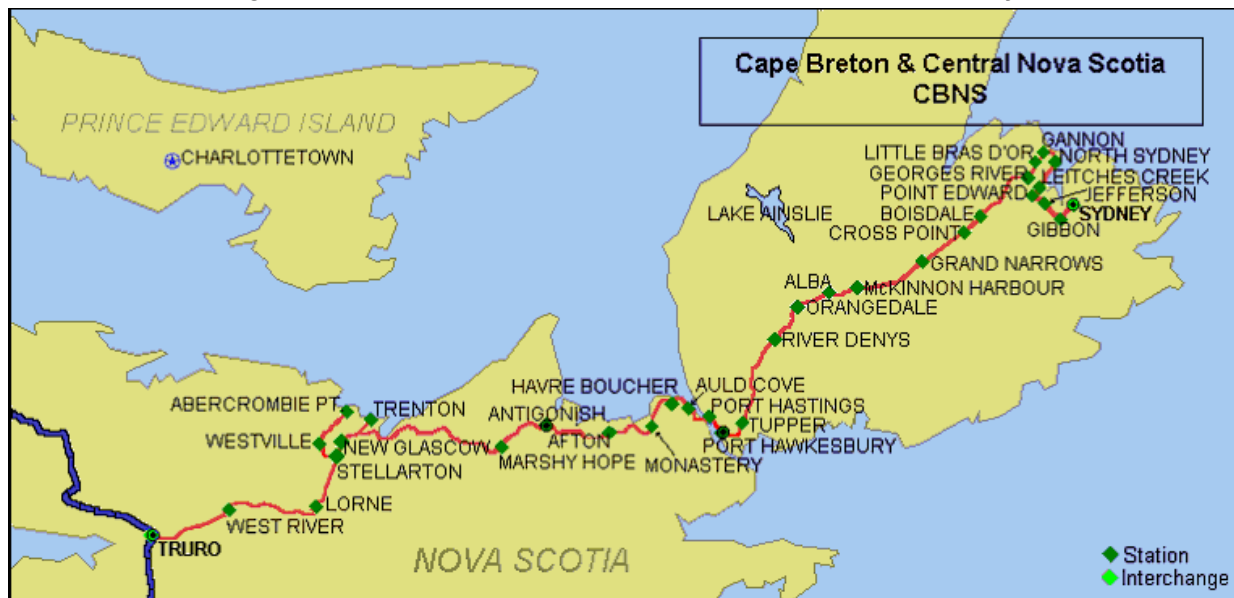 Cape Breton & Central Nova Scotia
CBNS
PRINCE EDWARD ISLAND
CHARLOTTETOWN
GANNON
LITTLE BRAS D'OR
NORTH SYDNEY
GEORGES RIVER
LEITCHES CREEK
POINT EDWARD
JEFFERSON
LAKE AINSLIE
BOISDALE
SYDNEY
CROSS POINT
GIBBON
GRAND NARROWS
ALBA
McKINNON HARBOUR
ORANGEDALE
RIVER DENYS
HAVRE BOUCHER
AULD COVE
ABERCROMBIE PT.
TRENTON
ANTIGONISH
PORT HASTINGS
TUPPER
WESTVILLE
NEW GLASCOW
AFTON
PORT HAWKESBURY
MARSHY HOPE
MONASTERY
STELLARTON
LORNE
WEST RIVER
TRURO
NOVA SCOTIA
Station
Interchange